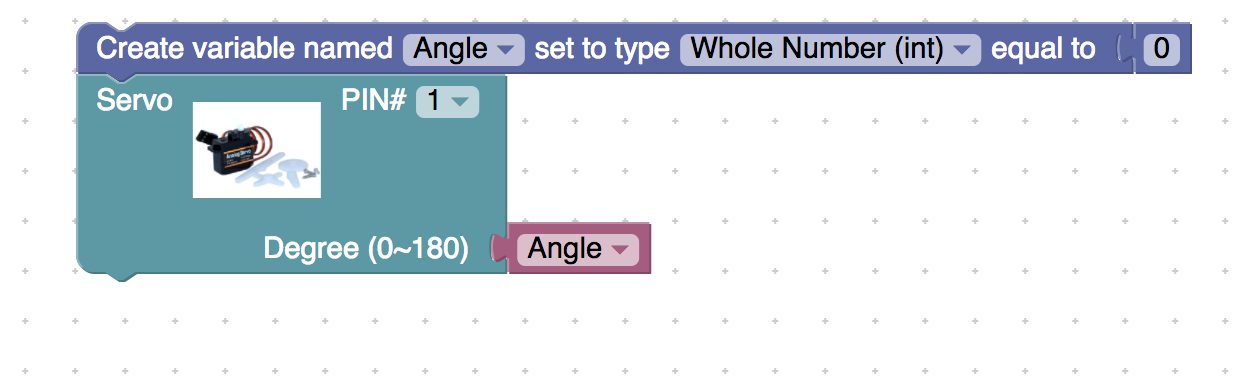 Create variable named Angle set to type Whole Number (int) equal to 0
Servo PIN# 1
Degree (0~180) Angle